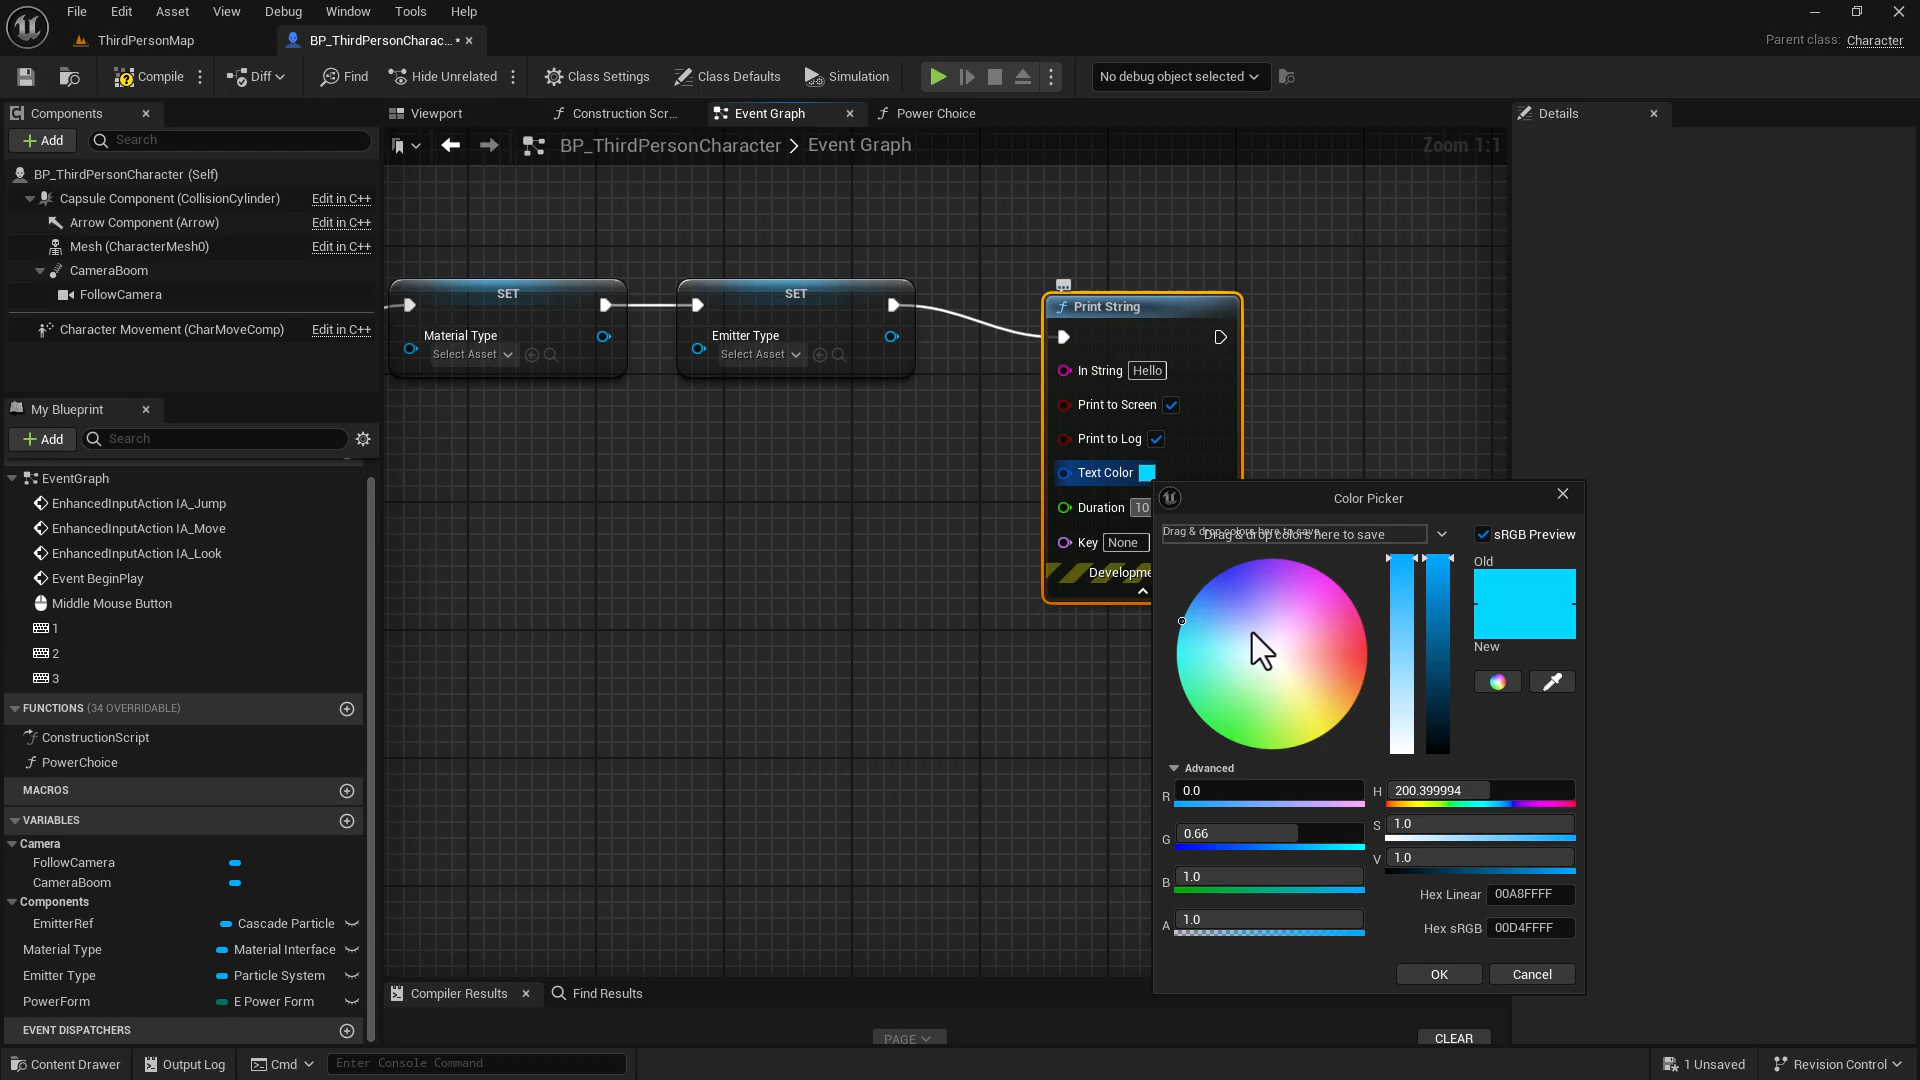 File Edit Asset View Debug Window Tools Help
ThirdPersonMap
BP_ThirdPersonCharac... *
Parent class: Character
Compile
Diff
Find
Hide Unrelated
Class Settings
Class Defaults
Simulation
No debug object selected
Components
Add
Search
BP_ThirdPersonCharacter (Self)
Capsule Component (CollisionCylinder) Edit in C++
Arrow Component (Arrow) Edit in C++
Mesh (CharacterMesh0) Edit in C++
CameraBoom
FollowCamera
Character Movement (CharMoveComp) Edit in C++
My Blueprint
Add
Search
EventGraph
EnhancedInputAction IA_Jump
EnhancedInputAction IA_Move
EnhancedInputAction IA_Look
Event BeginPlay
Middle Mouse Button
1
2
3
FUNCTIONS (34 OVERRIDABLE)
ConstructionScript
PowerChoice
MACROS
VARIABLES
Camera
FollowCamera
CameraBoom
Components
EmitterRef Cascade Particle
Material Type Material Interface
Emitter Type Particle System
PowerForm E Power Form
EVENT DISPATCHERS
Viewport
Construction Scr...
Event Graph
Power Choice
BP_ThirdPersonCharacter > Event Graph
Zoom 1:1
SET
Material Type
Select Asset
SET
Emitter Type
Select Asset
Print String
In String Hello
Print to Screen
Print to Log
Text Color
Duration 10
Key None
Developme
Details
Color Picker
Drag & drop colors here to save
Drag & drop colors here to save
sRGB Preview
Old
New
Advanced
R 0.0
G 0.66
B 1.0
A 1.0
H 200.399994
S 1.0
V 1.0
Hex Linear 00A8FFFF
Hex sRGB 00D4FFFF
OK
Cancel
Compiler Results
Find Results
PAGE
CLEAR
Content Drawer
Output Log
Cmd
Enter Console Command
1 Unsaved
Revision Control